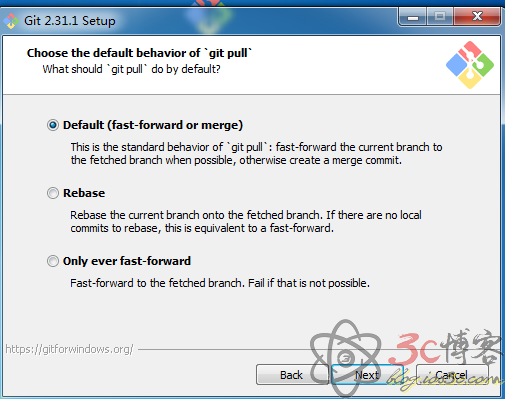 Git 2.31.1 Setup
Choose the default behavior of `git pull`
What should `git pull` do by default?
Default (fast-forward or merge)
This is the standard behavior of `git pull`: fast-forward the current branch to
the fetched branch when possible, otherwise create a merge commit.
Rebase
Rebase the current branch onto the fetched branch. If there are no local
commits to rebase, this is equivalent to a fast-forward.
Only ever fast-forward
Fast-forward to the fetched branch. Fail if that is not possible.
https://gitforwindows.org/
3c博客
Back
Next
Cancel